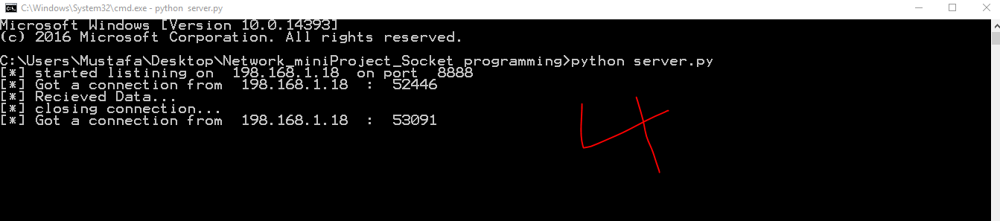 C:\Windows\System32\cmd.exe - python  server.py
Microsoft Windows [Version 10.0.14393]
(c) 2016 Microsoft Corporation. All rights reserved.
C:\Users\Mustafa\Desktop\Network_miniProject_Socket_programming>python server.py
[*] started listining on  198.168.1.18  on port  8888
[*] Got a connection from  198.168.1.18  :  52446
[*] Recieved Data...
[*] closing connection...
[*] Got a connection from  198.168.1.18  :  53091
4